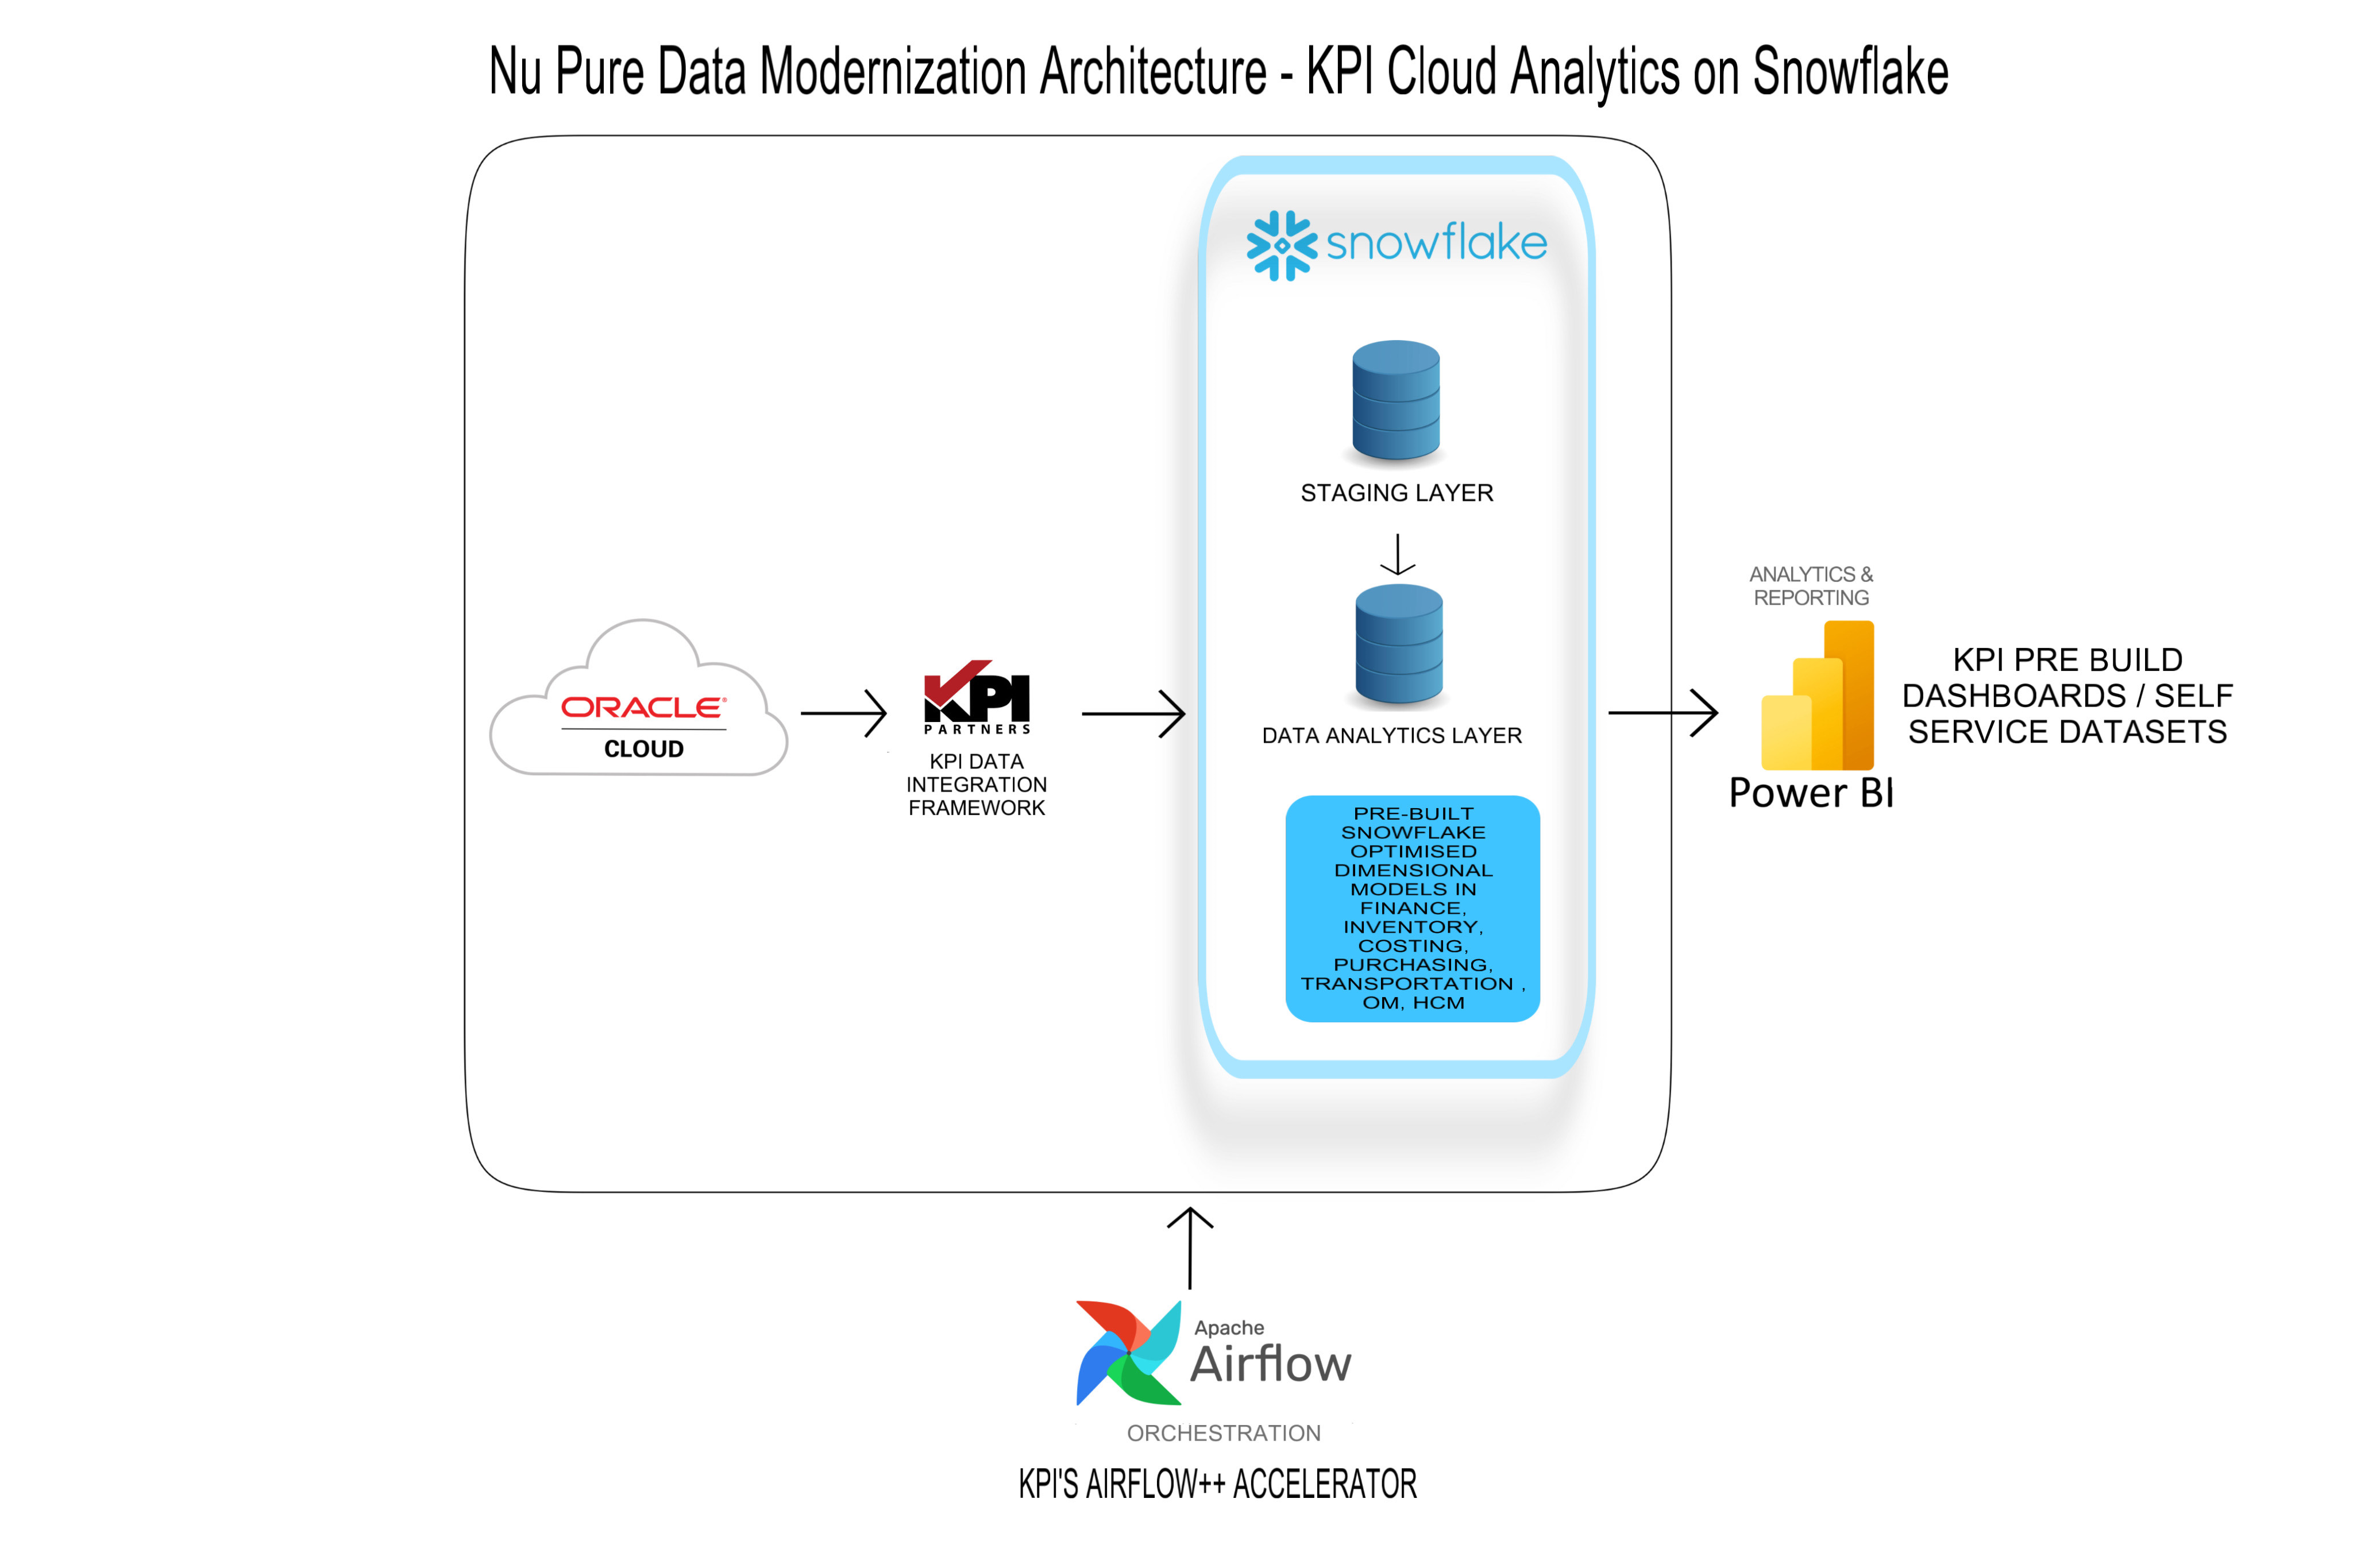 Nu Pure Data Modernization Architecture - KPI Cloud Analytics on Snowflake
snowflake
STAGING LAYER
DATA ANALYTICS LAYER
PRE-BUILT
SNOWFLAKE
OPTIMISED
DIMENSIONAL
MODELS IN
FINANCE,
INVENTORY,
COSTING,
PURCHASING,
TRANSPORTATION ,
OM, HCM
ORACLE®
CLOUD
KPI
PARTNERS
KPI DATA
INTEGRATION
FRAMEWORK
ANALYTICS &
REPORTING
Power BI
KPI PRE BUILD
DASHBOARDS / SELF
SERVICE DATASETS
Apache
Airflow
ORCHESTRATION
KPI'S AIRFLOW++ ACCELERATOR